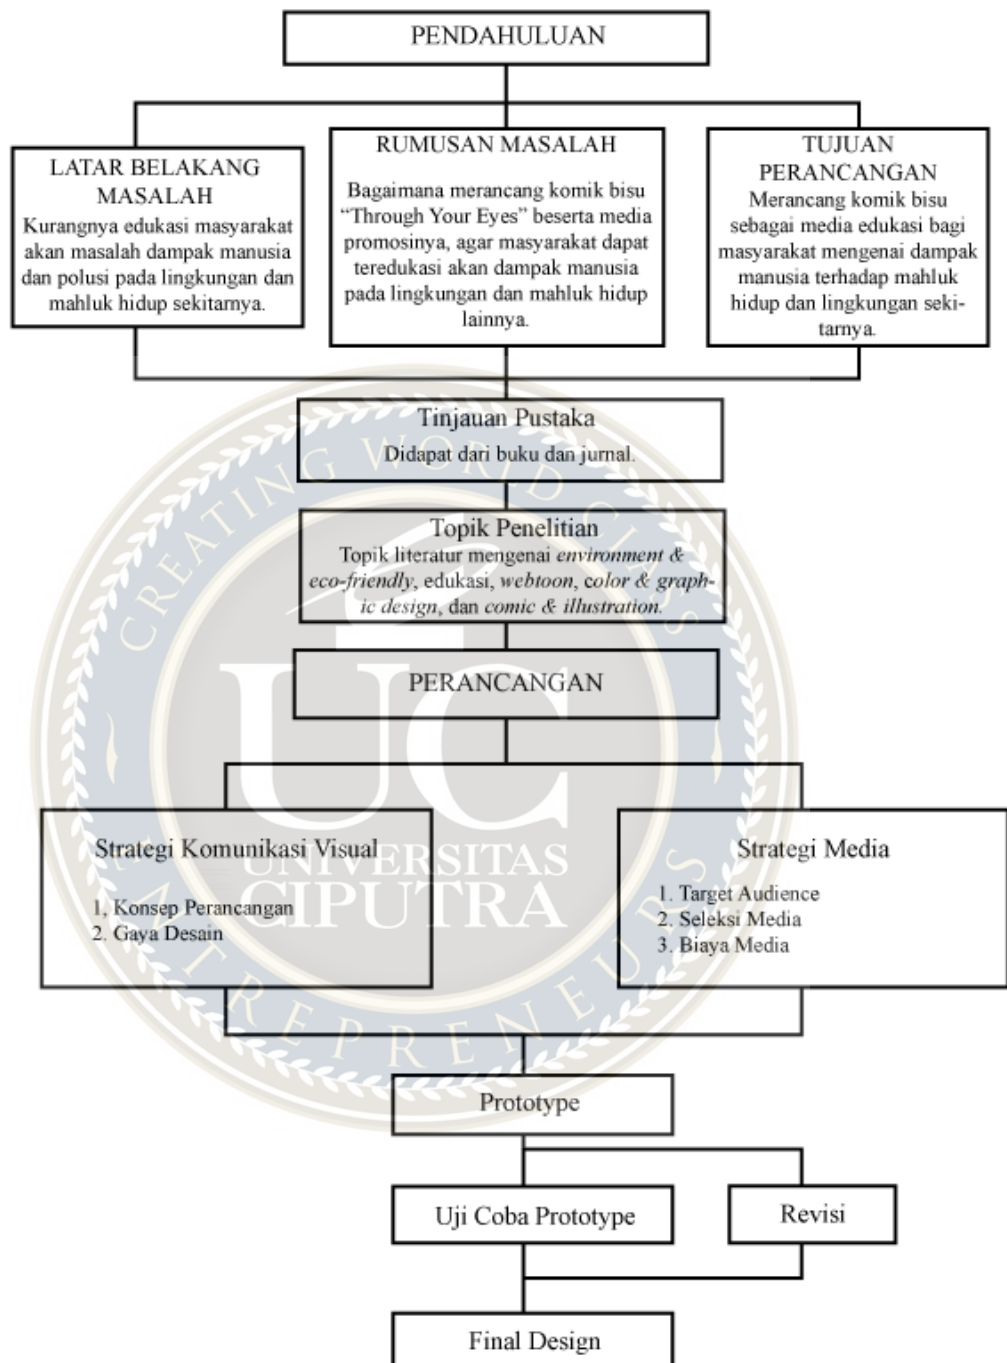 PENDAHULUAN
LATAR BELAKANG
MASALAH
Kurangnya edukasi masyarakat
akan masalah dampak manusia
dan polusi pada lingkungan dan
mahluk hidup sekitarnya.
RUMUSAN MASALAH
Bagaimana merancang komik bisu
“Through Your Eyes” beserta media
promosinya, agar masyarakat dapat
teredukasi akan dampak manusia
pada lingkungan dan mahluk hidup
lainnya.
TUJUAN
PERANCANGAN
Merancang komik bisu
sebagai media edukasi bagi
masyarakat mengenai dampak
manusia terhadap mahluk
hidup dan lingkungan seki-
tarnya.
Tinjauan Pustaka
Didapat dari buku dan jurnal.
Topik Penelitian
Topik literatur mengenai environment &
eco-friendly, edukasi, webtoon, color & graph-
ic design, dan comic & illustration.
PERANCANGAN
Strategi Komunikasi Visual
1, Konsep Perancangan
2. Gaya Desain
Strategi Media
1. Target Audience
2. Seleksi Media
3. Biaya Media
Prototype
Uji Coba Prototype
Revisi
Final Design
CREATING WORLD CLASS
UC
UNIVERSITAS
CIPUTRA
ENTREPRENEURS